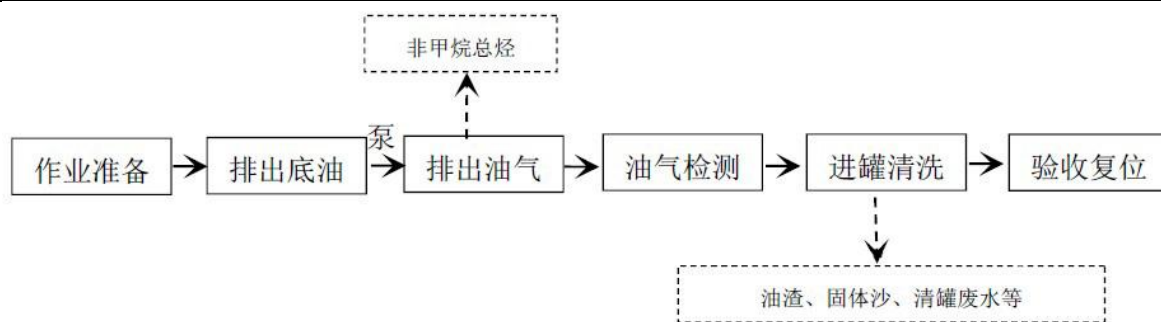 非甲烷总烃
泵
作业准备
排出底油
排出油气
油气检测
进罐清洗
验收复位
油渣、固体沙、清罐废水等